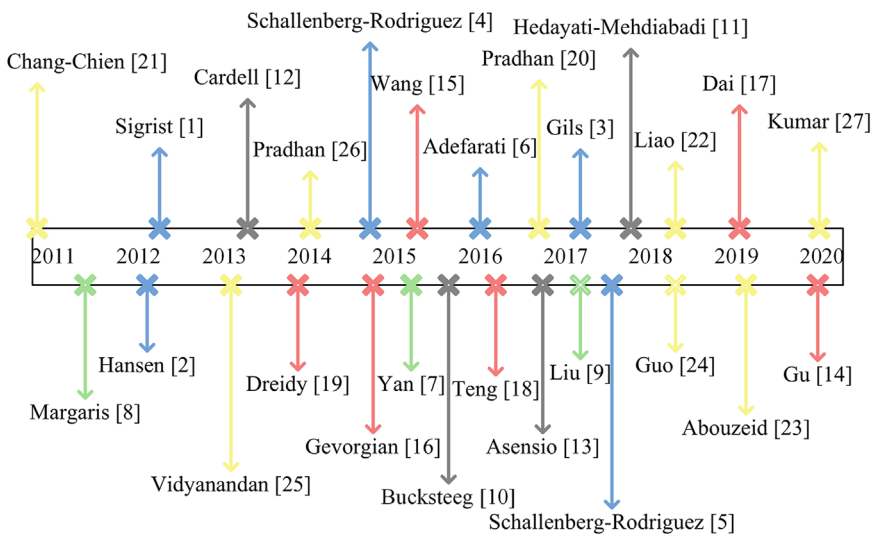 Schallenberg-Rodriguez [4]
Hedayati-Mehdiabadi [11]
Chang-Chien [21]
Cardell [12]
Wang [15]
Pradhan [20]
Dai [17]
Sigrist [1]
Pradhan [26]
Adefarati [6]
Gils [3]
Liao [22]
Kumar [27]
2011 2012 2013 2014 2015 2016 2017 2018 2019 2020
Hansen [2]
Dreidy [19]
Yan [7]
Teng [18]
Liu [9]
Guo [24]
Gu [14]
Margaris [8]
Gevorgian [16]
Asensio [13]
Abouzeid [23]
Vidyanandan [25]
Bucksteeg [10]
Schallenberg-Rodriguez [5]